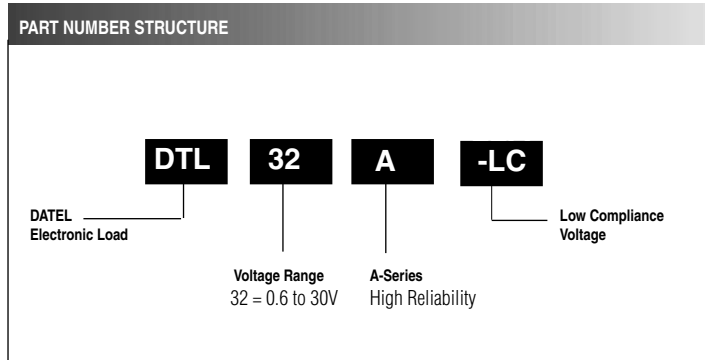 PART NUMBER STRUCTURE
DTL 32 A -LC
DATEL
Electronic Load
Low Compliance
Voltage
Voltage Range
32 = 0.6 to 30V
A-Series
High Reliability